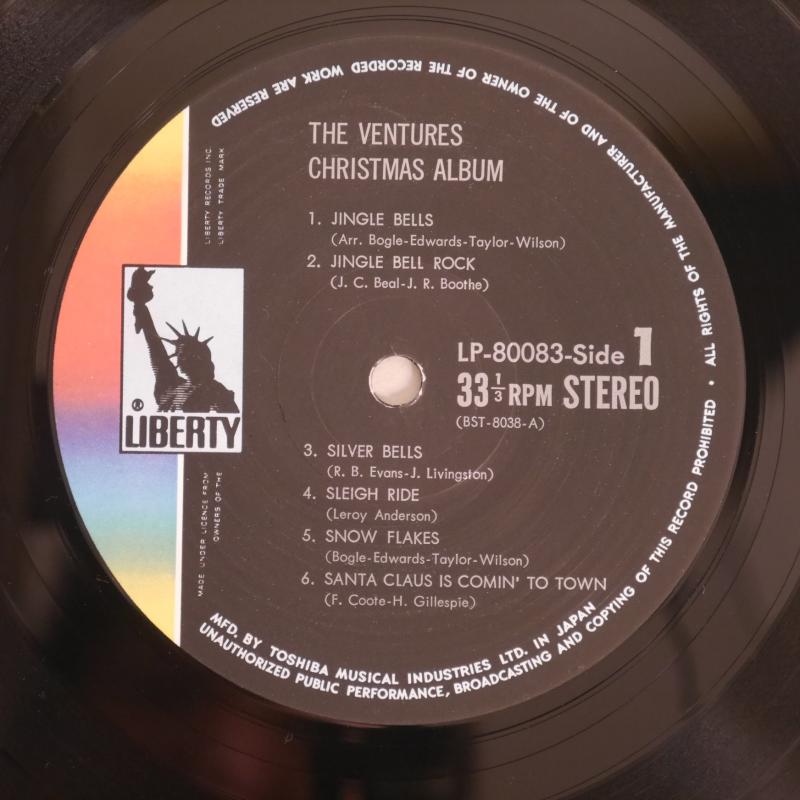 THE VENTURES
CHRISTMAS ALBUM
1. JINGLE BELLS
(Arr. Bogle-Edwards-Taylor-Wilson)
2. JINGLE BELL ROCK
(J. C. Beal-J. R. Boothe)
LP-80083-Side 1
33 1/3 RPM STEREO
(BST-8038-A)
3. SILVER BELLS
(R. B. Evans-J. Livingston)
4. SLEIGH RIDE
(Leroy Anderson)
5. SNOW FLAKES
(Bogle-Edwards-Taylor-Wilson)
6. SANTA CLAUS IS COMIN' TO TOWN
(F. Coote-H. Gillespie)
LIBERTY RECORDS INC.
LIBERTY TRADE MARK
®
LIBERTY
MADE UNDER LICENCE FROM
OWNERS OF THE
MFD. BY TOSHIBA MUSICAL INDUSTRIES LTD. IN JAPAN
UNAUTHORIZED PUBLIC PERFORMANCE, BROADCASTING AND COPYING OF THIS RECORD PROHIBITED • ALL RIGHTS OF THE MANUFACTURER AND OF THE OWNER OF THE RECORDED WORK ARE RESERVED